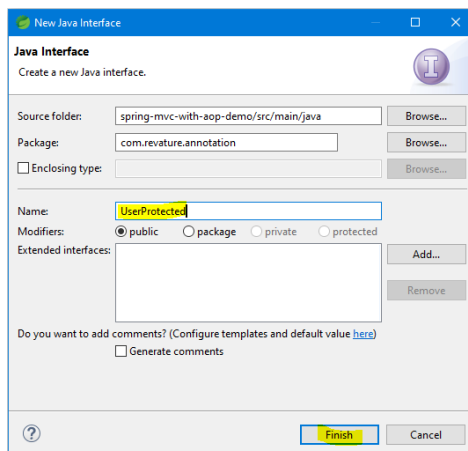 New Java Interface
Java Interface
Create a new Java interface.
Source folder: spring-mvc-with-aop-demo/src/main/java Browse...
Package: com.revature.annotation Browse...
Enclosing type: Browse...
Name: UserProtected
Modifiers: public package private protected
Extended interfaces: Add...
Remove
Do you want to add comments? (Configure templates and default value here)
Generate comments
? Finish Cancel